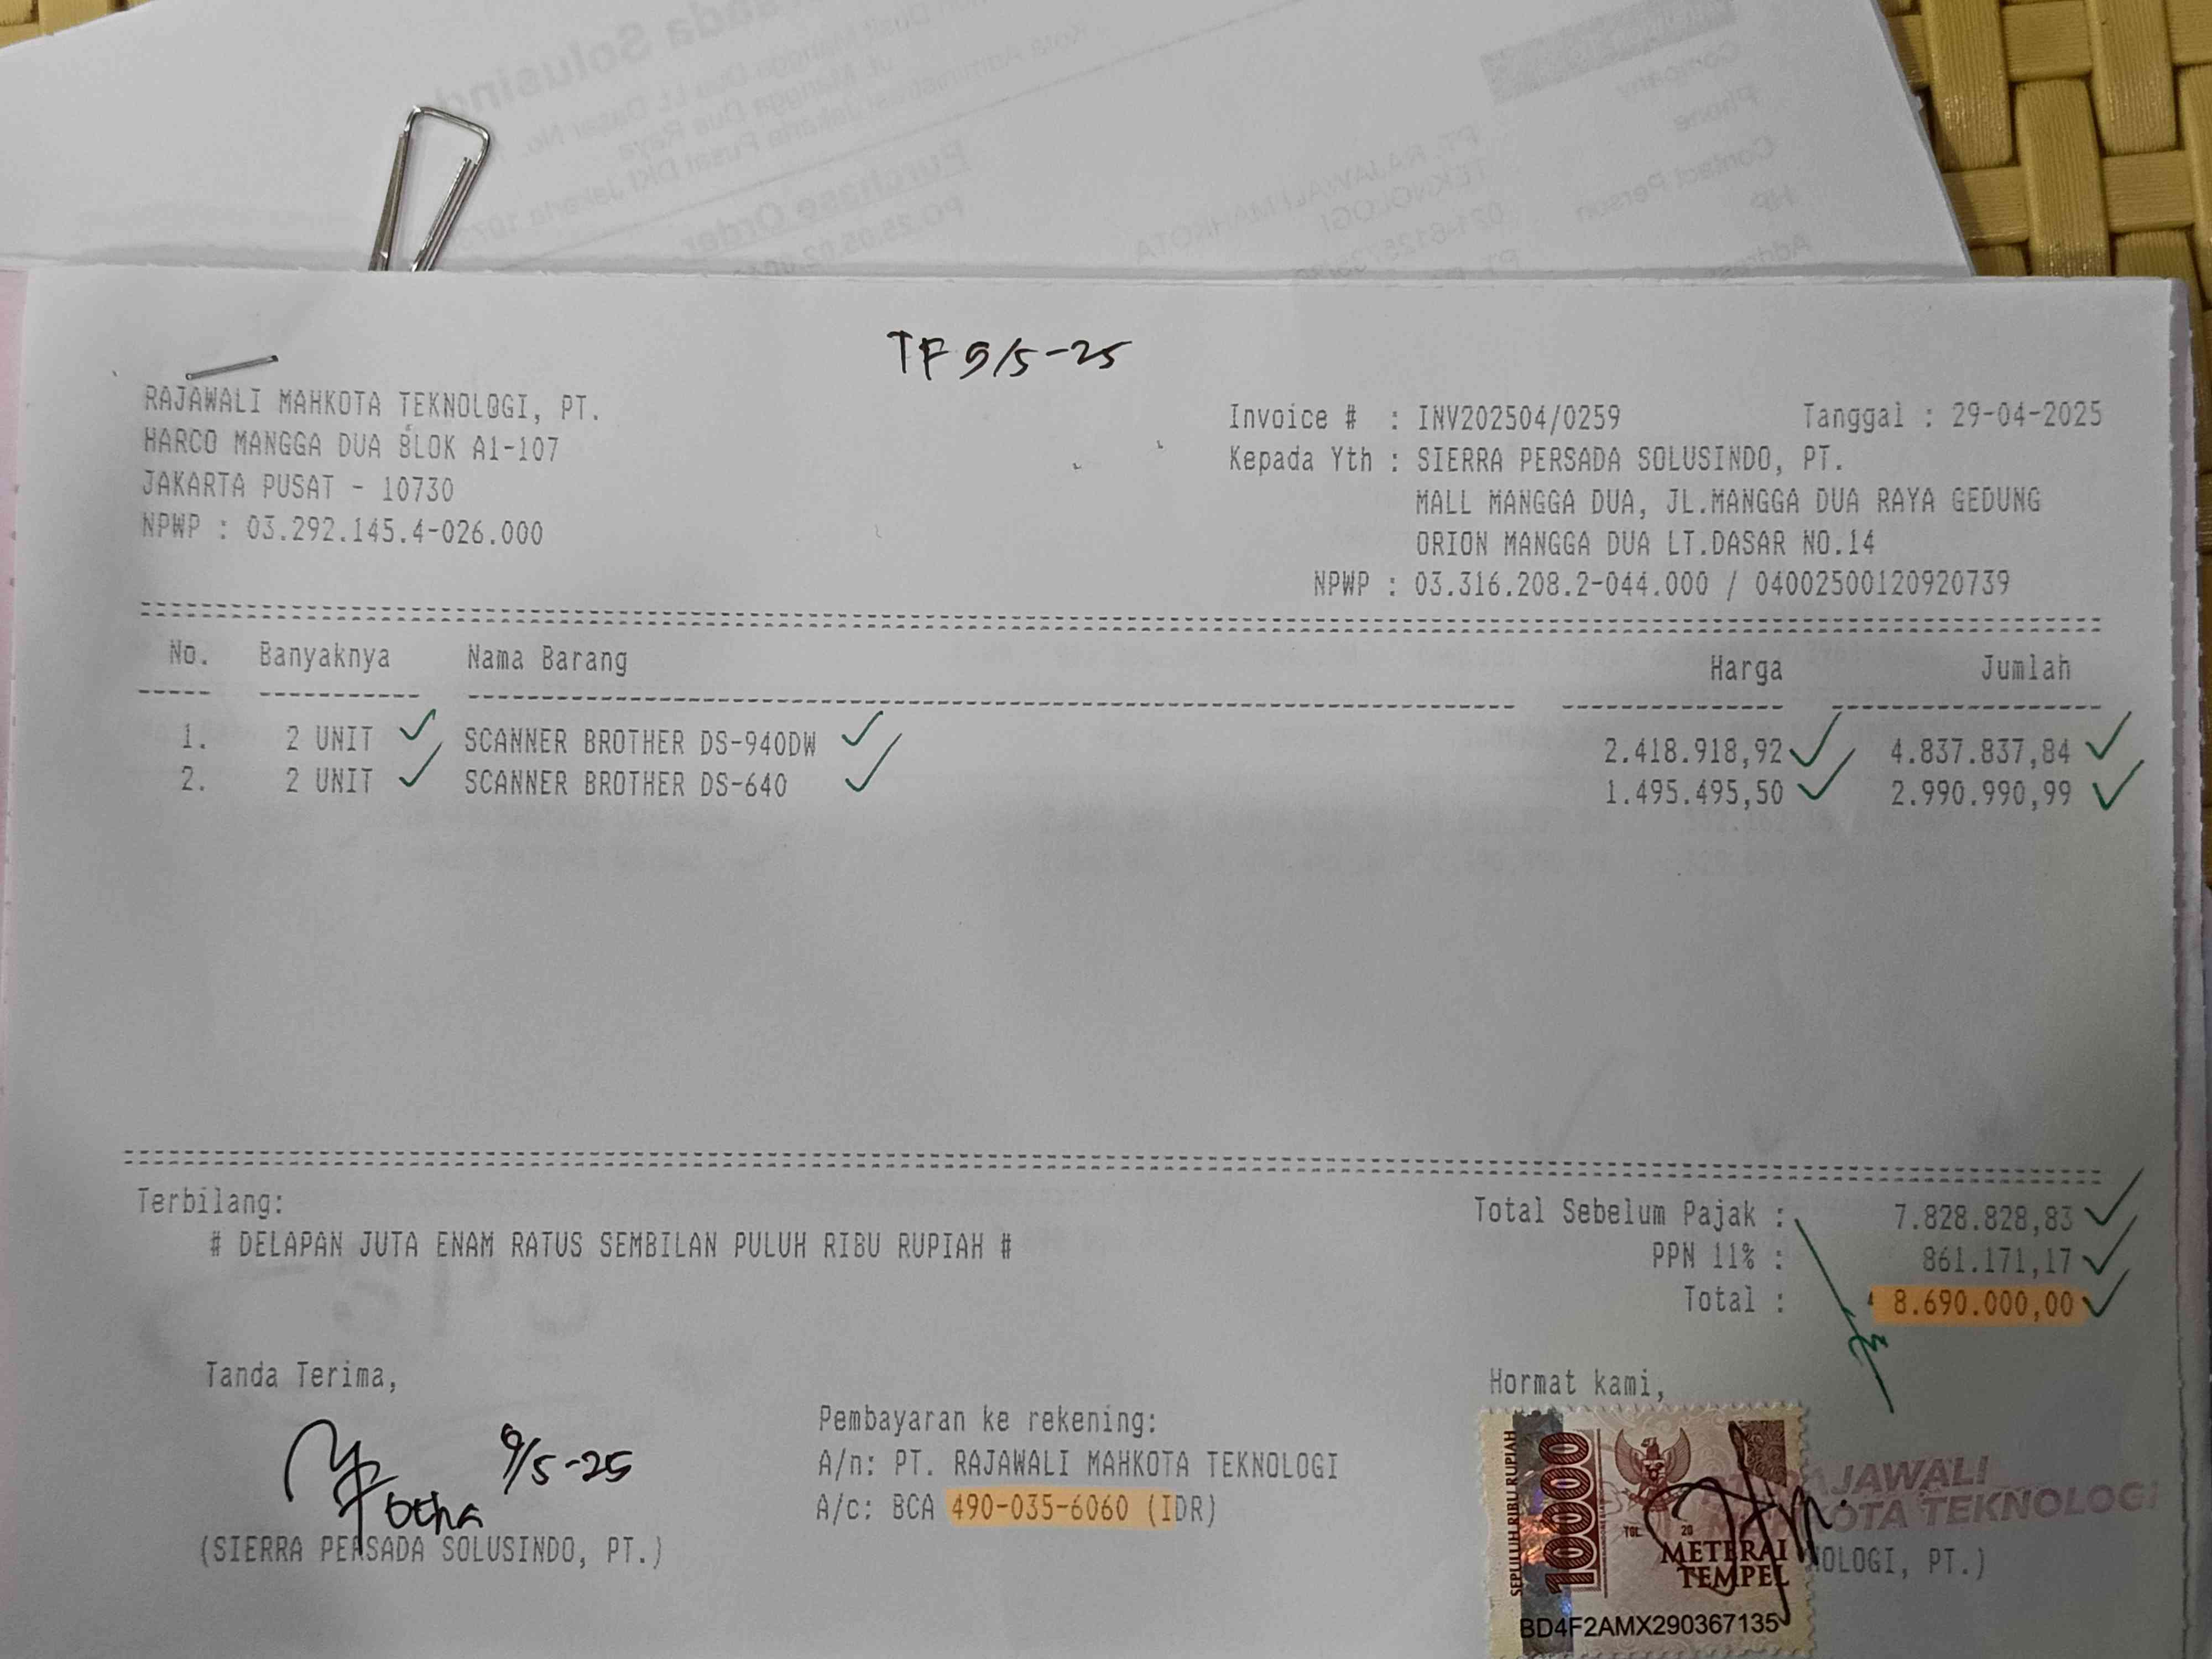 TF 9/5-25
RAJAWALI MAHKOTA TEKNOLOGI, PT.
HARCO MANGGA DUA BLOK A1-107
JAKARTA PUSAT - 10730
NPWP : 03.292.145.4-026.000
Invoice # : INV202504/0259 Tanggal : 29-04-2025
Kepada Yth : SIERRA PERSADA SOLUSINDO, PT.
MALL MANGGA DUA, JL.MANGGA DUA RAYA GEDUNG
ORION MANGGA DUA LT.DASAR NO.14
NPWP : 03.316.208.2-044.000 / 04002500120920739
No. Banyaknya Nama Barang Harga Jumlah
1. 2 UNIT SCANNER BROTHER DS-940DW 2.418.918,92 4.837.837,84
2. 2 UNIT SCANNER BROTHER DS-640 1.495.495,50 2.990.990,99
Terbilang:
# DELAPAN JUTA ENAM RATUS SEMBILAN PULUH RIBU RUPIAH #
Total Sebelum Pajak : 7.828.828,83
PPN 11% : 861.171,17
Total : 8.690.000,00
Tanda Terima,
9/5-25
(SIERRA PERSADA SOLUSINDO, PT.)
Pembayaran ke rekening:
A/n: PT. RAJAWALI MAHKOTA TEKNOLOGI
A/c: BCA 490-035-6060 (IDR)
Hormat kami,
SEPULUH RIBU RUPIAH
10000
TGL. 20
METERAI
TEMPEL
BD4F2AMX290367135
TEKNOLOGI
PT.)